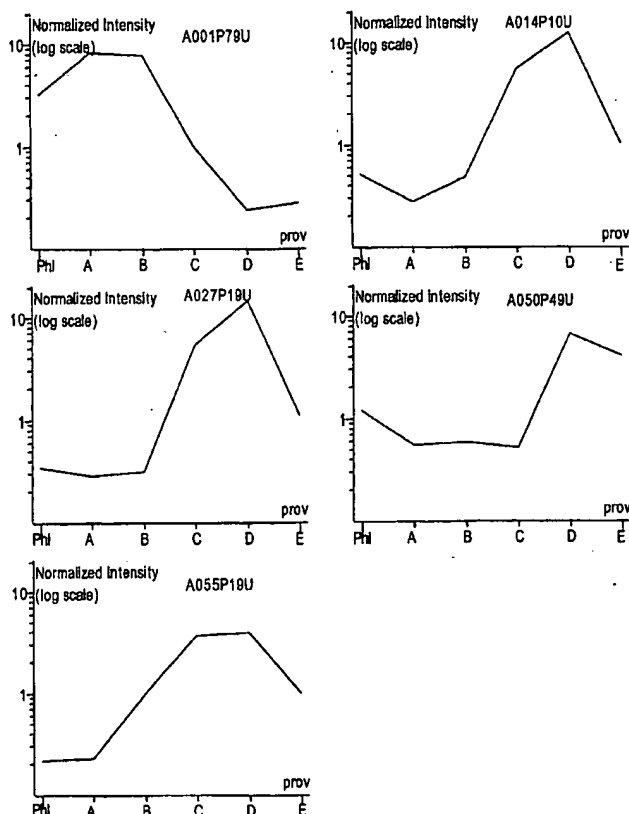 Normalized Intensity
(log scale)
A001P79U
10
1
prov
Phl A B C D E
Normalized Intensity
(log scale)
A014P10U
10
1
prov
Phl A B C D E
Normalized Intensity
(log scale)
A027P19U
10
1
prov
Phl A B C D E
Normalized Intensity
(log scale)
A050P49U
10
1
prov
Phl A B C D E
Normalized Intensity
(log scale)
A055P19U
10
1
prov
Phl A B C D E